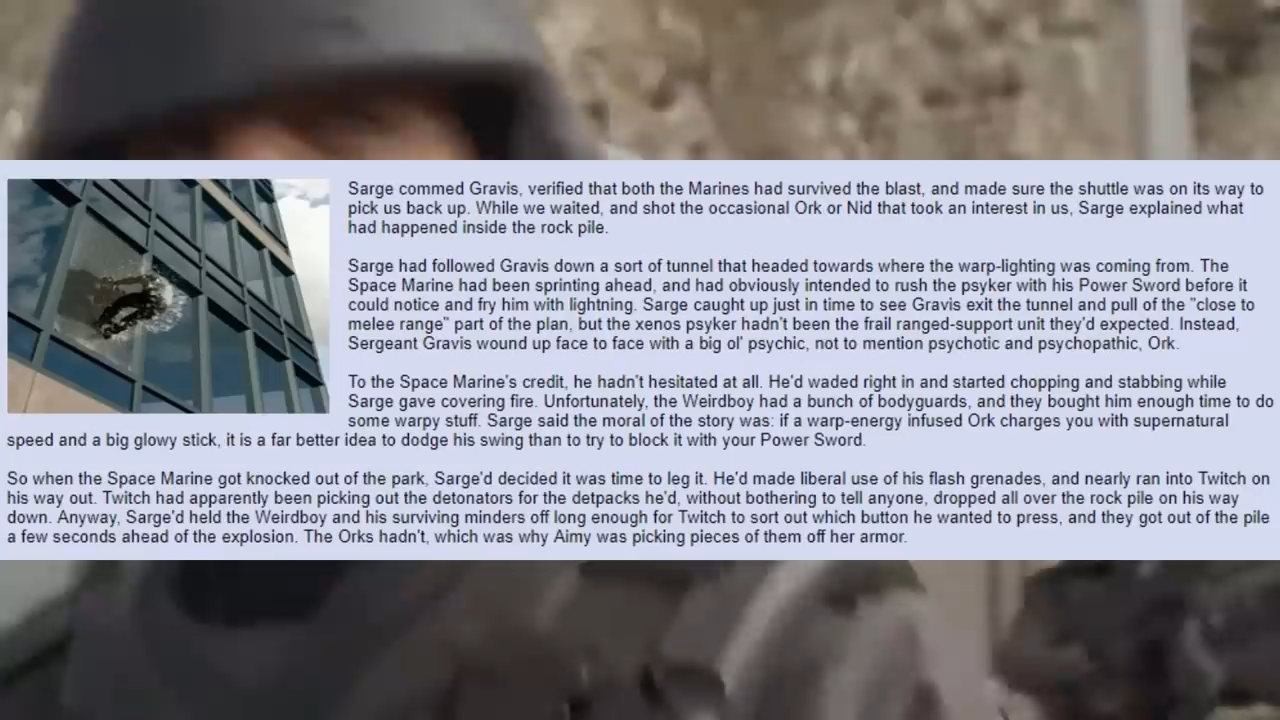 Sarge commed Gravis, verified that both the Marines had survived the blast, and made sure the shuttle was on its way to
pick us back up. While we waited, and shot the occasional Ork or Nid that took an interest in us, Sarge explained what
had happened inside the rock pile.
Sarge had followed Gravis down a sort of tunnel that headed towards where the warp-lighting was coming from. The
Space Marine had been sprinting ahead, and had obviously intended to rush the psyker with his Power Sword before it
could notice and fry him with lightning. Sarge caught up just in time to see Gravis exit the tunnel and pull of the "close to
melee range" part of the plan, but the xenos psyker hadn't been the frail ranged-support unit they'd expected. Instead,
Sergeant Gravis wound up face to face with a big ol' psychic, not to mention psychotic and psychopathic, Ork.
To the Space Marine's credit, he hadn't hesitated at all. He'd waded right in and started chopping and stabbing while
Sarge gave covering fire. Unfortunately, the Weirdboy had a bunch of bodyguards, and they bought him enough time to do
some warpy stuff. Sarge said the moral of the story was: if a warp-energy infused Ork charges you with supernatural
speed and a big glowy stick, it is a far better idea to dodge his swing than to try to block it with your Power Sword.
So when the Space Marine got knocked out of the park, Sarge'd decided it was time to leg it. He'd made liberal use of his flash grenades, and nearly ran into Twitch on
his way out. Twitch had apparently been picking out the detonators for the detpacks he'd, without bothering to tell anyone, dropped all over the rock pile on his way
down. Anyway, Sarge'd held the Weirdboy and his surviving minders off long enough for Twitch to sort out which button he wanted to press, and they got out of the pile
a few seconds ahead of the explosion. The Orks hadn't, which was why Aimy was picking pieces of them off her armor.